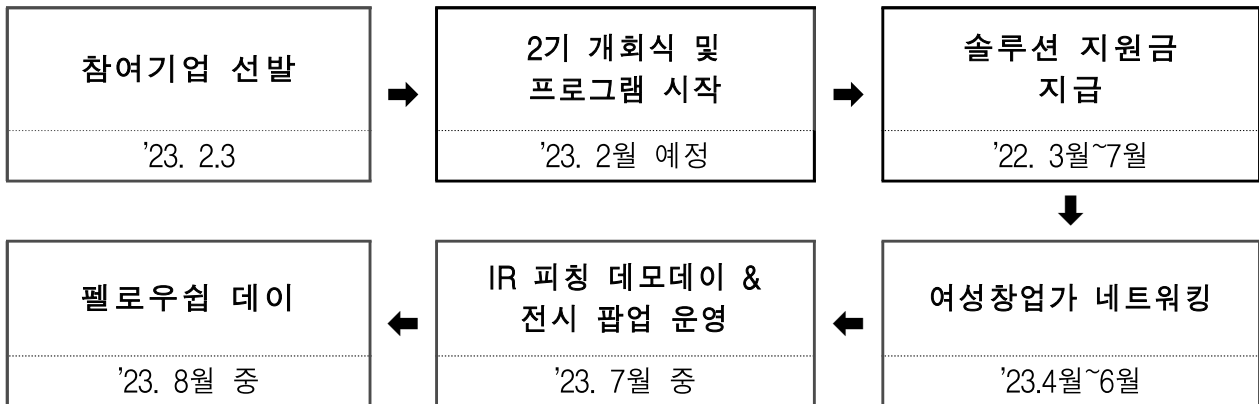 참여기업 선발
'23. 2.3
2기 개회식 및
프로그램 시작
'23. 2월 예정
솔루션 지원금
지급
'22. 3월~7월
여성창업가 네트워킹
'23.4월~6월
IR 피칭 데모데이 &
전시 팝업 운영
'23. 7월 중
펠로우쉽 데이
'23. 8월 중